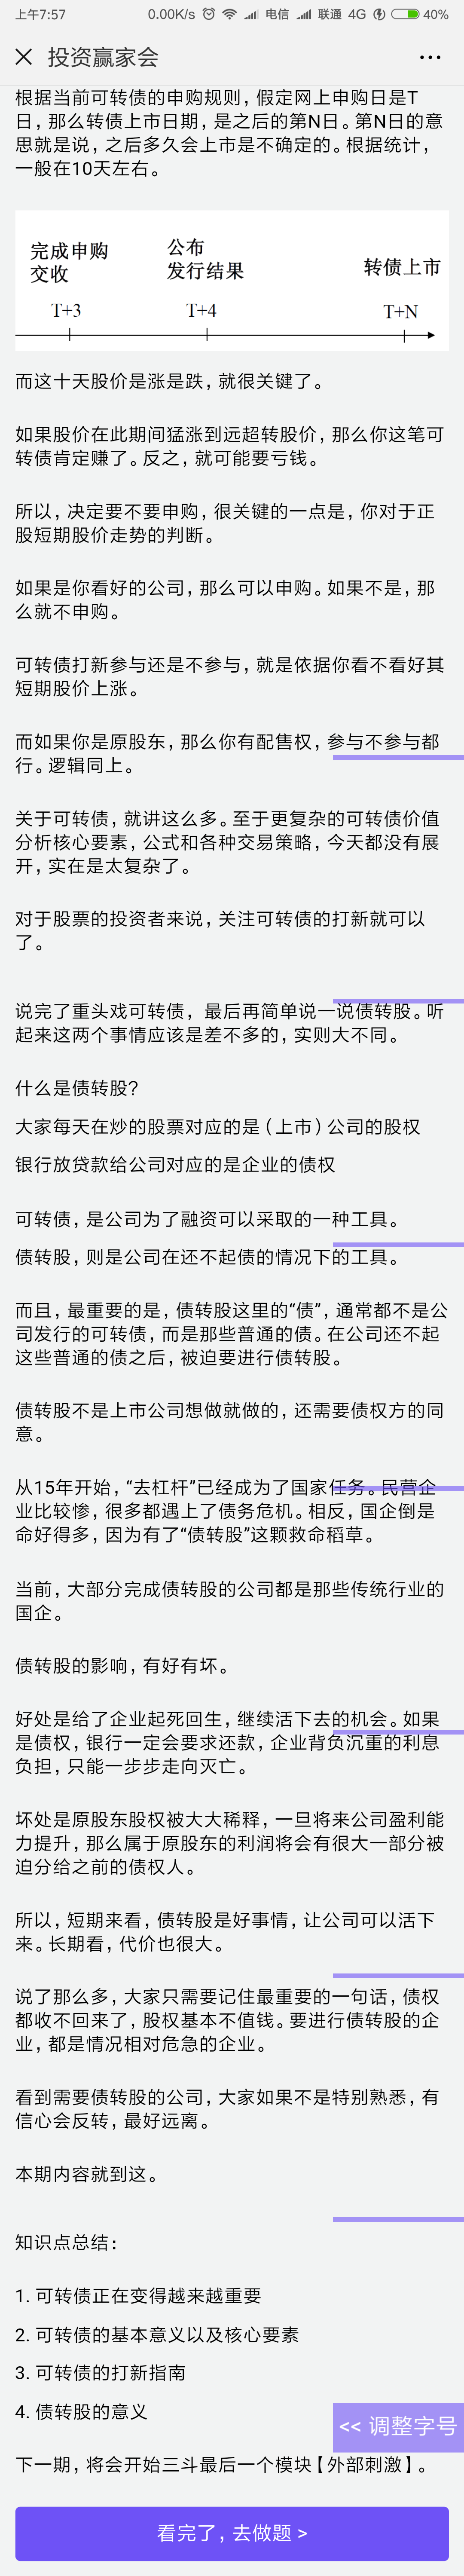 上午7:57 0.00K/s 电信 联通 4G 40%
投资赢家会
根据当前可转债的申购规则，假定网上申购日是T
日，那么转债上市日期，是之后的第N日。第N日的意
思就是说，之后多久会上市是不确定的。根据统计，
一般在10天左右。
完成申购
交收
公布
发行结果
转债上市
T+3 T+4 T+N
而这十天股价是涨是跌，就很关键了。
如果股价在此期间猛涨到远超转股价，那么你这笔可
转债肯定赚了。反之，就可能要亏钱。
所以，决定要不要申购，很关键的一点是，你对于正
股短期股价走势的判断。
如果是你看好的公司，那么可以申购。如果不是，那
么就不申购。
可转债打新参与还是不参与，就是依据你看不看好其
短期股价上涨。
而如果你是原股东，那么你有配售权，参与不参与都
行。逻辑同上。
关于可转债，就讲这么多。至于更复杂的可转债价值
分析核心要素，公式和各种交易策略，今天都没有展
开，实在是太复杂了。
对于股票的投资者来说，关注可转债的打新就可以
了。
说完了重头戏可转债，最后再简单说一说债转股。听
起来这两个事情应该是差不多的，实则大不同。
什么是债转股？
大家每天在炒的股票对应的是（上市）公司的股权
银行放贷款给公司对应的是企业的债权
可转债，是公司为了融资可以采取的一种工具。
债转股，则是公司在还不起债的情况下的工具。
而且，最重要的是，债转股这里的“债”，通常都不是公
司发行的可转债，而是那些普通的债。在公司还不起
这些普通的债之后，被迫要进行债转股。
债转股不是上市公司想做就做的，还需要债权方的同
意。
从15年开始，“去杠杆”已经成为了国家任务。民营企
业比较惨，很多都遇上了债务危机。相反，国企倒是
命好得多，因为有了“债转股”这颗救命稻草。
当前，大部分完成债转股的公司都是那些传统行业的
国企。
债转股的影响，有好有坏。
好处是给了企业起死回生，继续活下去的机会。如果
是债权，银行一定会要求还款，企业背负沉重的利息
负担，只能一步步走向灭亡。
坏处是原股东股权被大大稀释，一旦将来公司盈利能
力提升，那么属于原股东的利润将会有很大一部分被
迫分给之前的债权人。
所以，短期来看，债转股是好事情，让公司可以活下
来。长期看，代价也很大。
说了那么多，大家只需要记住最重要的一句话，债权
都收不回来了，股权基本不值钱。要进行债转股的企
业，都是情况相对危急的企业。
看到需要债转股的公司，大家如果不是特别熟悉，有
信心会反转，最好远离。
本期内容就到这。
知识点总结：
1. 可转债正在变得越来越重要
2. 可转债的基本意义以及核心要素
3. 可转债的打新指南
4. 债转股的意义
<< 调整字号
下一期，将会开始三斗最后一个模块【外部刺激】。
看完了，去做题 >